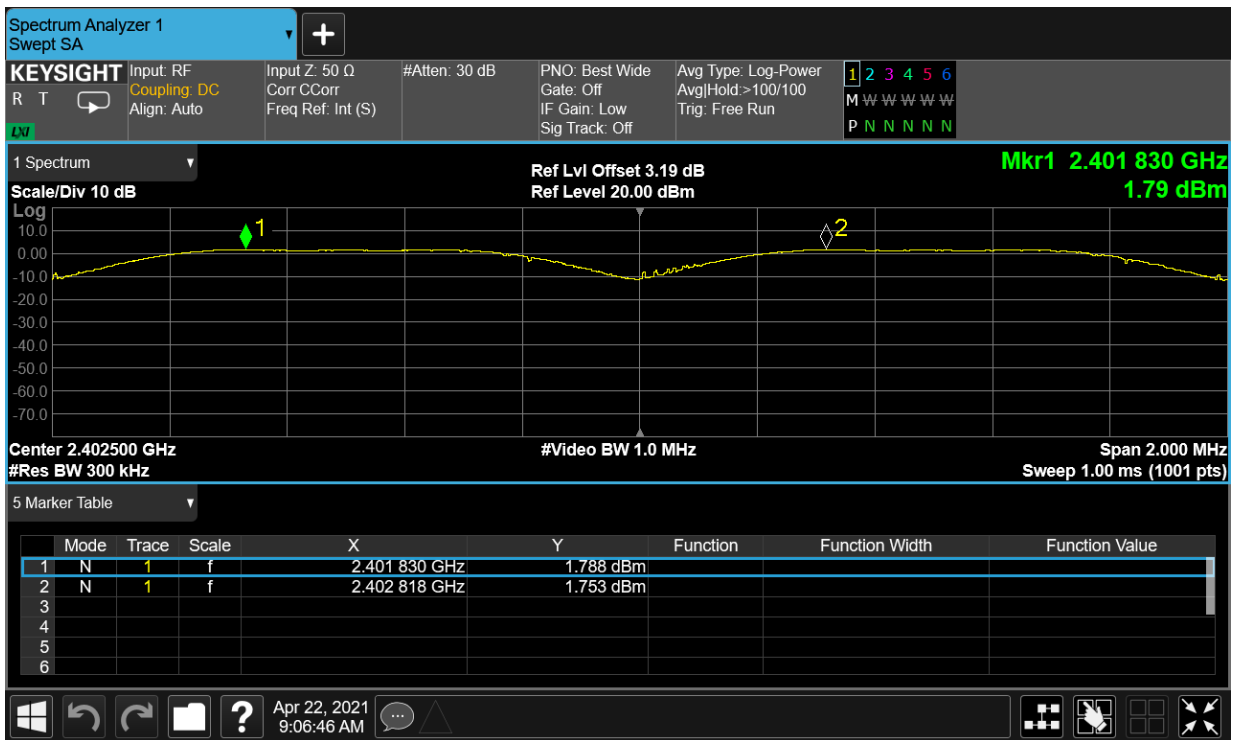 Spectrum Analyzer 1
Swept SA
+
KEYSIGHT
R T
LXI
Input: RF
Coupling: DC
Align: Auto
Input Z: 50 Ω
Corr CCorr
Freq Ref: Int (S)
#Atten: 30 dB
PNO: Best Wide
Gate: Off
IF Gain: Low
Sig Track: Off
Avg Type: Log-Power
Avg|Hold:>100/100
Trig: Free Run
1 2 3 4 5 6
M W W W W W
P N N N N N
1 Spectrum
Scale/Div 10 dB
Ref Lvl Offset 3.19 dB
Ref Level 20.00 dBm
Mkr1 2.401 830 GHz
1.79 dBm
Log
10.0
0.00
-10.0
-20.0
-30.0
-40.0
-50.0
-60.0
-70.0
1
2
Center 2.402500 GHz
#Res BW 300 kHz
#Video BW 1.0 MHz
Span 2.000 MHz
Sweep 1.00 ms (1001 pts)
5 Marker Table
Mode Trace Scale X Y Function Function Width Function Value
1 N 1 f 2.401 830 GHz 1.788 dBm
2 N 1 f 2.402 818 GHz 1.753 dBm
3
4
5
6
?
Apr 22, 2021
9:06:46 AM